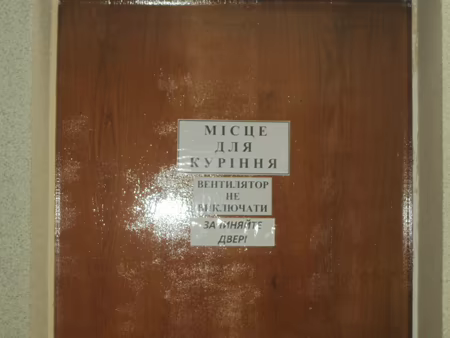 МІСЦЕ
ДЛЯ
КУРІННЯ
ВЕНТИЛЯТОР
НЕ
ВИКЛЮЧАТИ
ЗАЧИНЯЙТЕ
ДВЕРІ